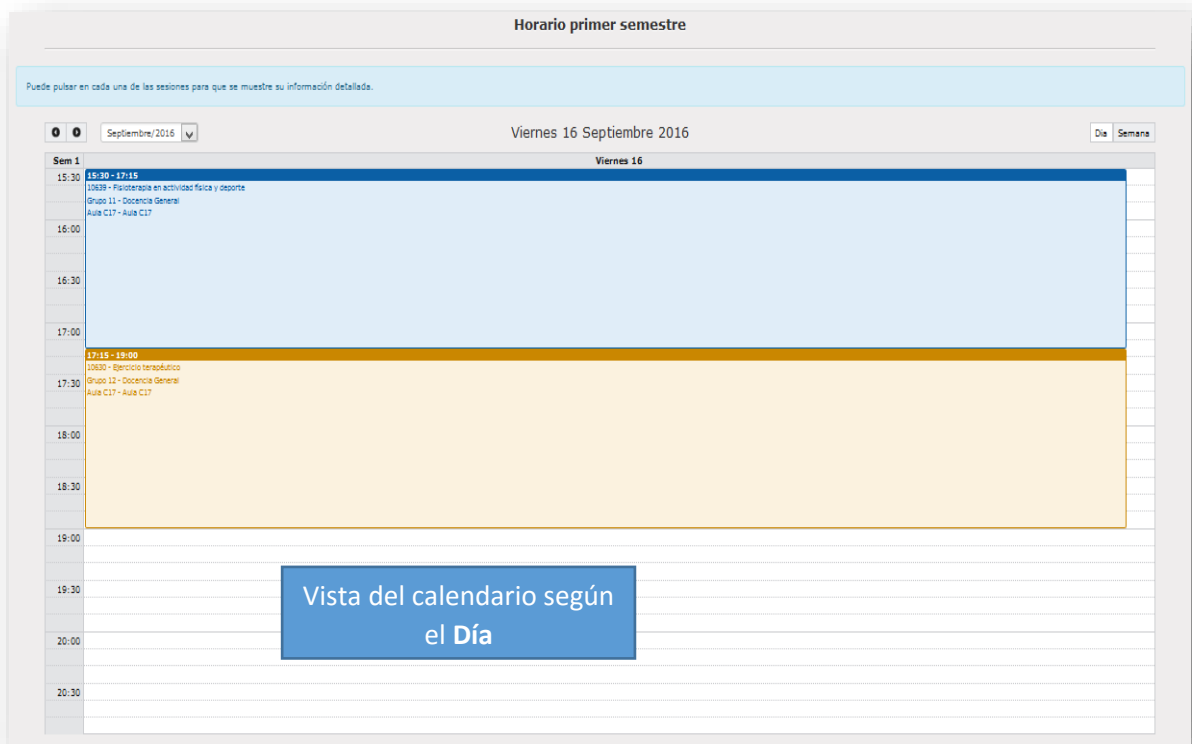 Horario primer semestre
Puede pulsar en cada una de las sesiones para que se muestre su información detallada.
Septiembre/2016
Viernes 16 Septiembre 2016
Dia Semana
Sem 1
Viernes 16
15:30
15:30 - 17:15
10639 - Fisioterapia en actividad física y deporte
Grupo 11 - Docencia General
Aula C17 - Aula C17
16:00
16:30
17:00
17:15 - 19:00
10630 - Ejercicio terapéutico
17:30
Grupo 12 - Docencia General
Aula C17 - Aula C17
18:00
18:30
19:00
19:30
Vista del calendario según
el Día
20:00
20:30